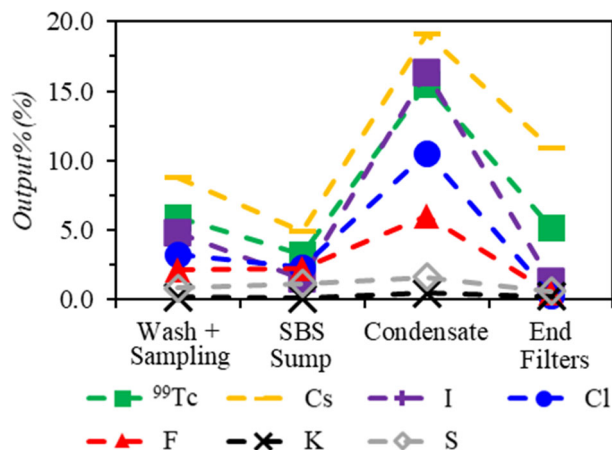 Output% (%)
20.0
15.0
10.0
5.0
0.0
Wash + Sampling
SBS Sump
Condensate
End Filters
⁹⁹Tc
Cs
I
Cl
F
K
S